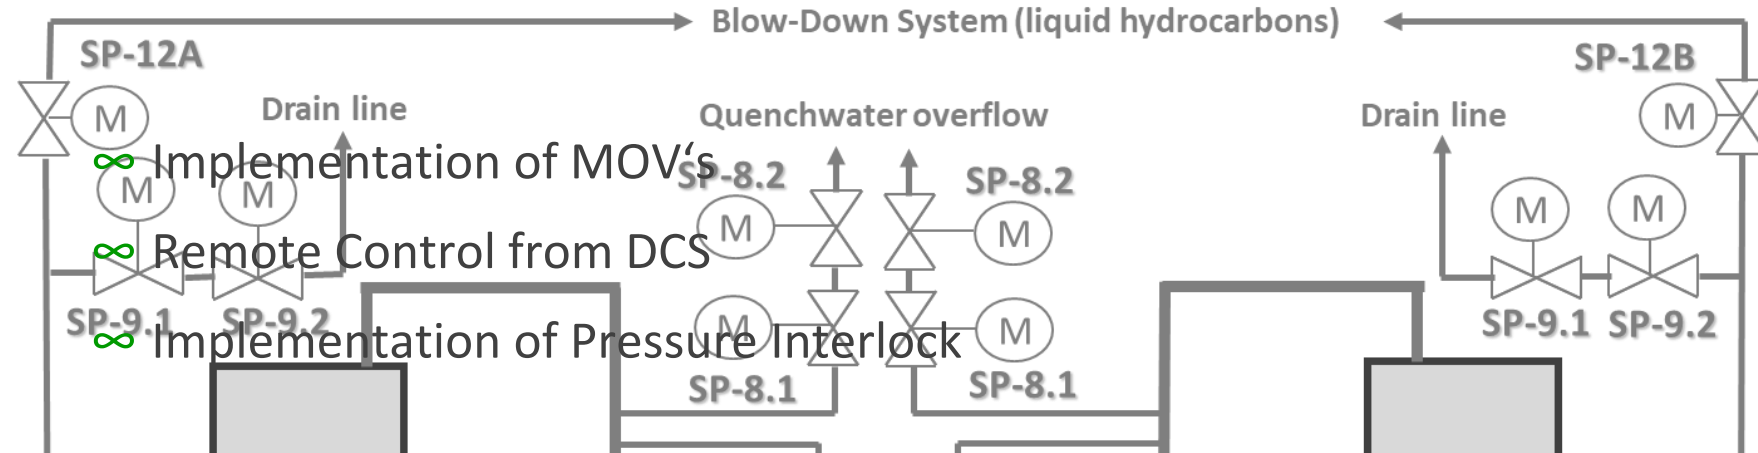 Blow-Down System (liquid hydrocarbons)
SP-12A
SP-12B
M
M
Drain line
Quenchwater overflow
Drain line
∞ Implementation of MOV‘s
SP-8.2
SP-8.2
M
M
M
M
M
M
∞ Remote Control from DCS
SP-9.1
SP-9.2
SP-9.1
SP-9.2
∞ Implementation of Pressure Interlock
M
M
SP-8.1
SP-8.1